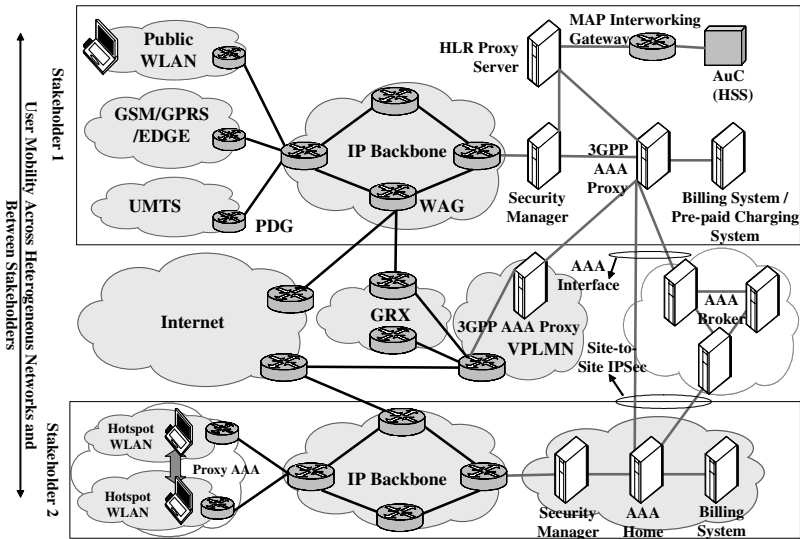 User Mobility Across Heterogeneous Networks and
Between Stakeholders
Stakeholder 1
Public
WLAN
GSM/GPRS
/EDGE
UMTS
PDG
IP Backbone
WAG
HLR Proxy
Server
MAP Interworking
Gateway
AuC
(HSS)
Security
Manager
3GPP
AAA
Proxy
Billing System /
Pre-paid Charging
System
Internet
GRX
3GPP AAA Proxy
VPLMN
AAA
Interface
AAA
Broker
Site-to-
Site IPSec
Stakeholder 2
Hotspot
WLAN
Proxy AAA
Hotspot
WLAN
IP Backbone
Security
Manager
AAA
Home
Billing
System